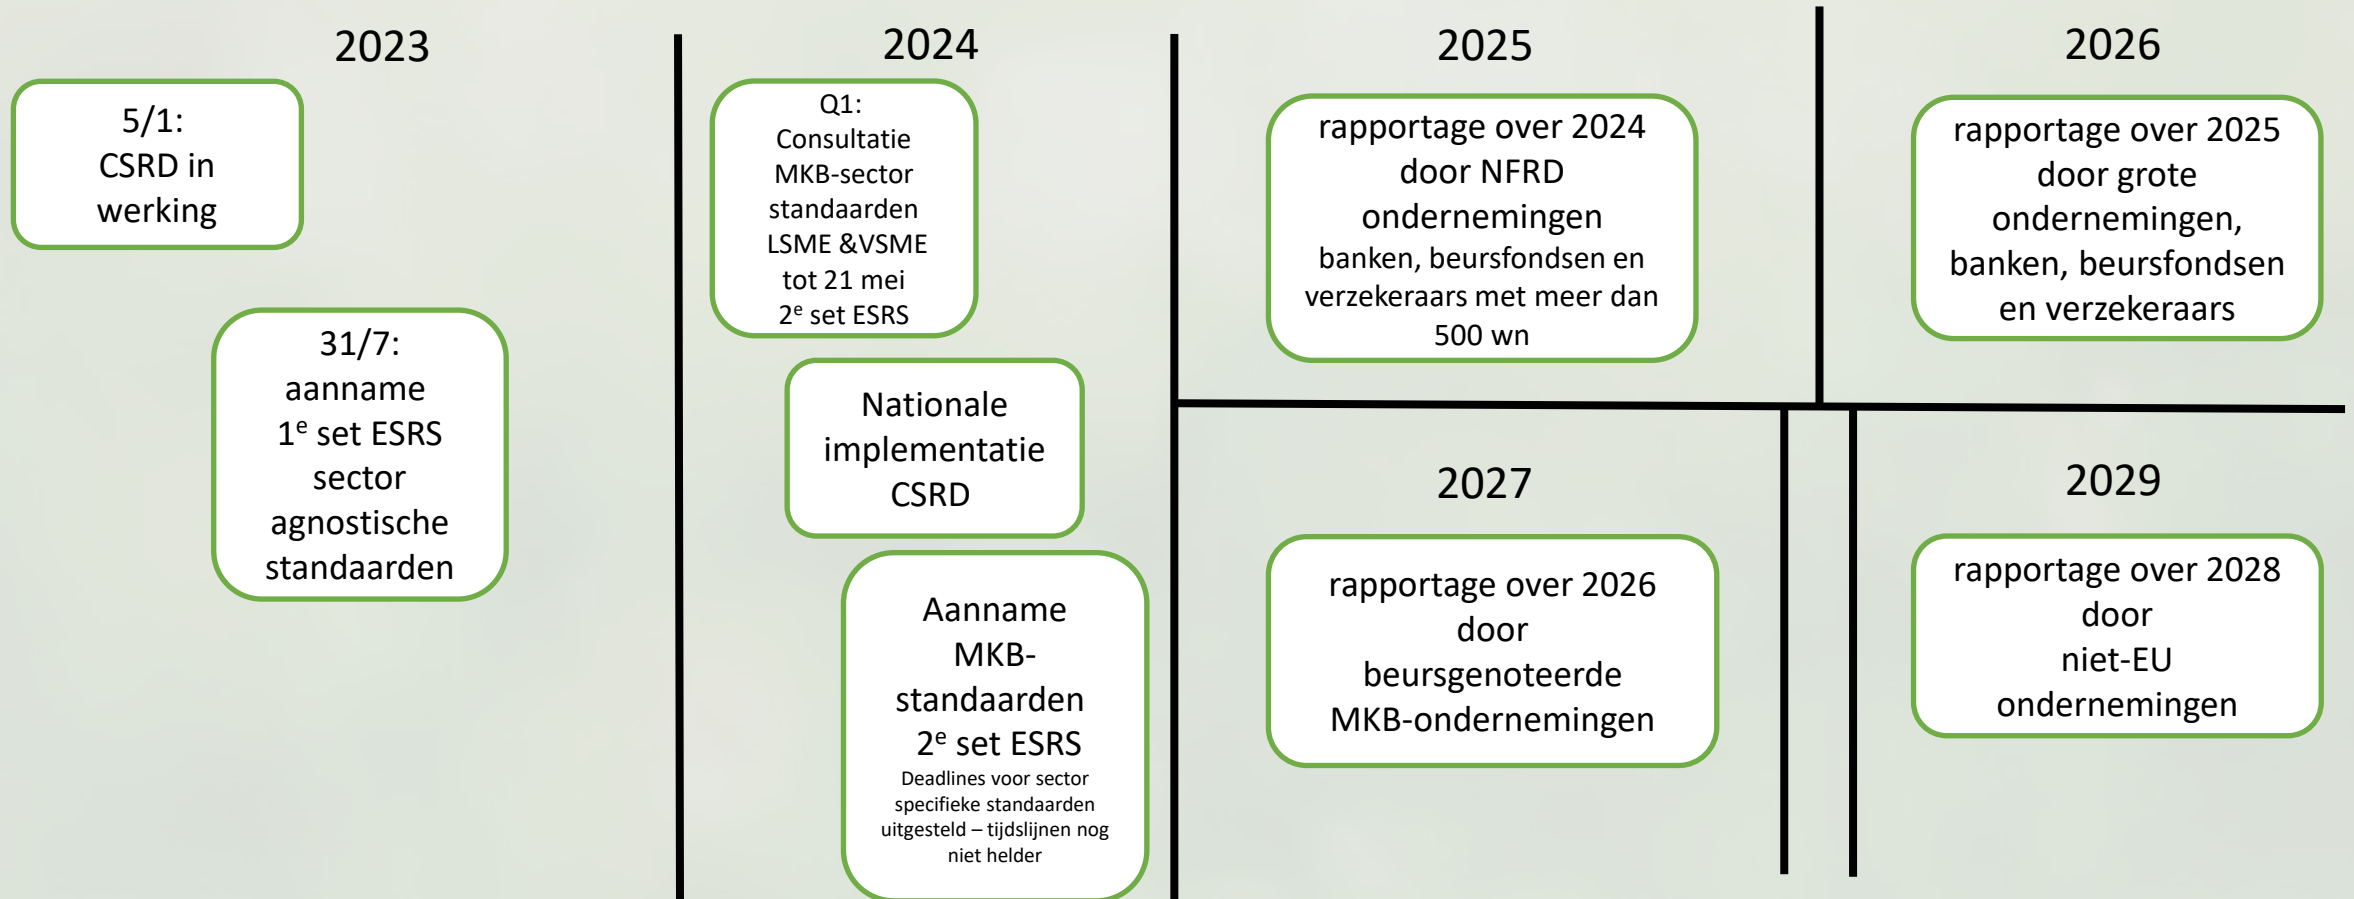 2023
5/1:
CSRD in
werking
31/7:
aanname
1e set ESRS
sector
agnostische
standaarden
2024
Q1:
Consultatie
MKB-sector
standaarden
LSME &VSME
tot 21 mei
2e set ESRS
Nationale
implementatie
CSRD
Aanname
MKB-
standaarden
2e set ESRS
Deadlines voor sector
specifieke standaarden
uitgesteld – tijdslijnen nog
niet helder
2025
rapportage over 2024
door NFRD
ondernemingen
banken, beursfondsen en
verzekeraars met meer dan
500 wn
2026
rapportage over 2025
door grote
ondernemingen,
banken, beursfondsen
en verzekeraars
2027
rapportage over 2026
door
beursgenoteerde
MKB-ondernemingen
2029
rapportage over 2028
door
niet-EU
ondernemingen